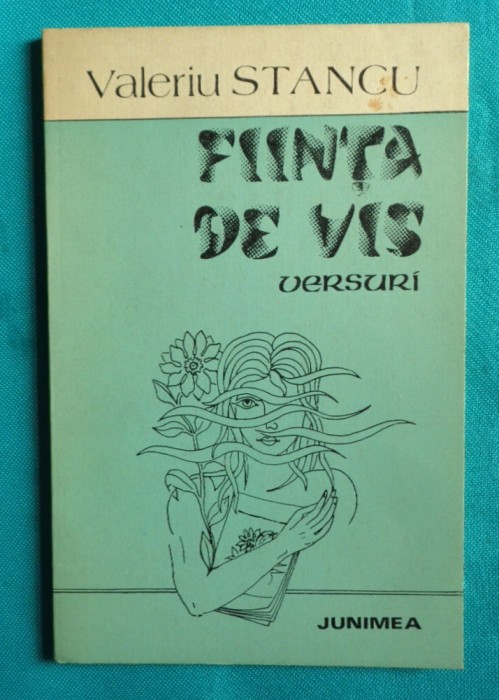 Valeriu STANCU
FIINȚA
DE VIS
versuri
JUNIMEA